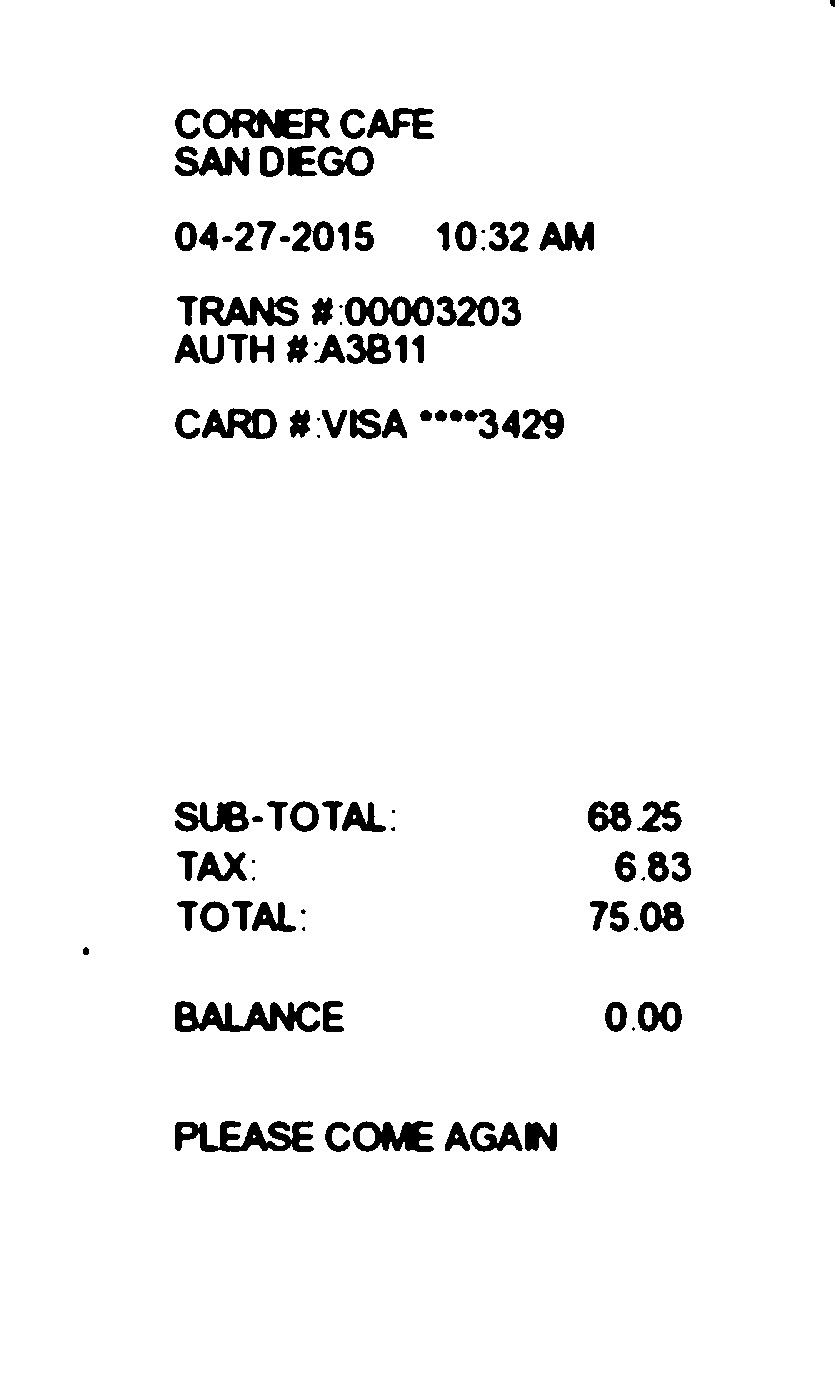 CORNER CAFE
SAN DIEGO
04-27-2015 10:32 AM
TRANS #:00003203
AUTH #:A3B11
CARD #:VISA ****3429
SUB-TOTAL: 68.25
TAX: 6.83
TOTAL: 75.08
BALANCE 0.00
PLEASE COME AGAIN